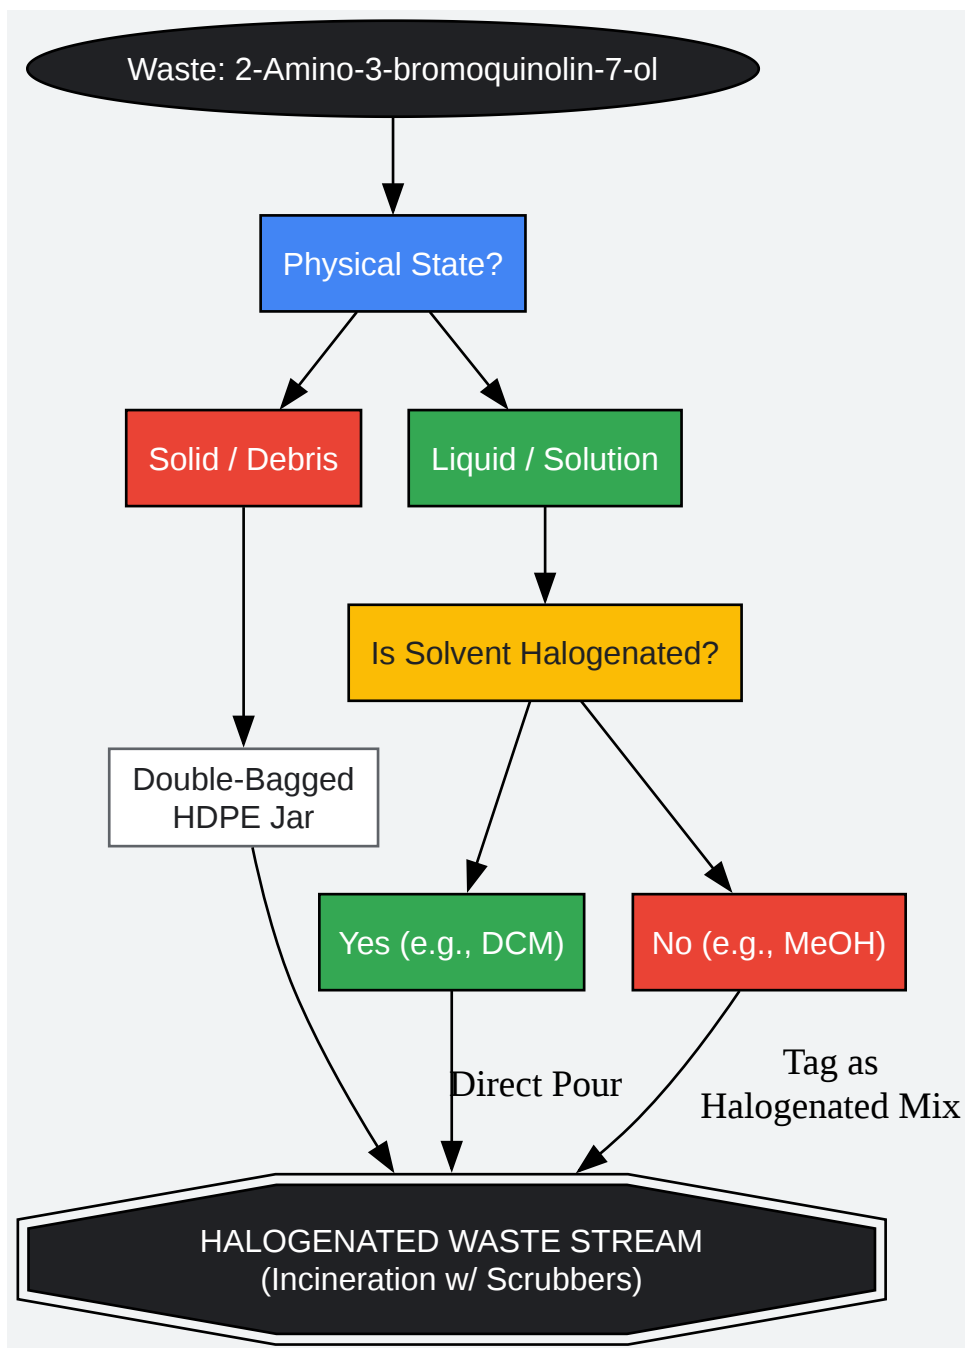 Waste: 2-Amino-3-bromoquinolin-7-ol
Physical State?
Solid / Debris
Liquid / Solution
Is Solvent Halogenated?
Double-Bagged
HDPE Jar
Yes (e.g., DCM)
No (e.g., MeOH)
Direct Pour
Tag as
Halogenated Mix
HALOGENATED WASTE STREAM
(Incineration w/ Scrubbers)